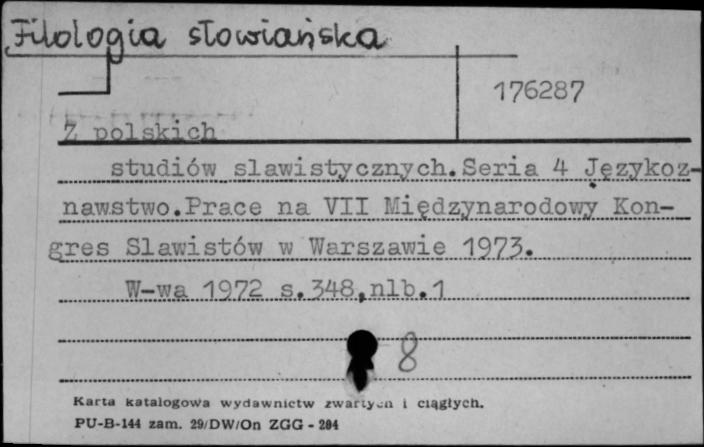 Filologia słowiańska
176287
Z polskich
studiów slawistycznych.Seria 4 Językoz-
nawstwo.Prace na VII Międzynarodowy Kon-
gres Slawistów w Warszawie 1973.
W-wa 1972 s.348,nlb.1
8
Karta katalogowa wydawnictw zwartych i ciągłych.
PU-B-144 zam. 29/DW/On ZGG - 284